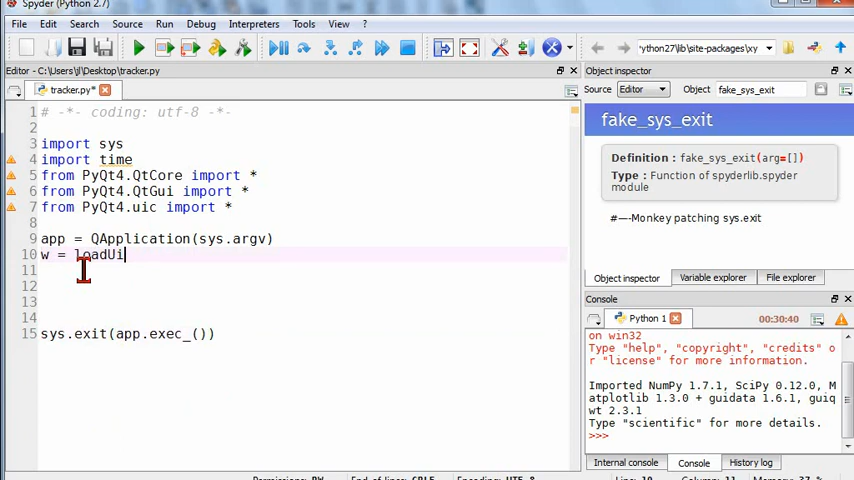 Spyder (Python 2.7)
File Edit Search Source Run Debug Interpreters Tools View ?
ython27\lib\site-packages\xy
Editor - C:\Users\jl\Desktop\tracker.py
tracker.py*
1 # -*- coding: utf-8 -*-
2
3 import sys
4 import time
5 from PyQt4.QtCore import *
6 from PyQt4.QtGui import *
7 from PyQt4.uic import *
8
9 app = QApplication(sys.argv)
10 w = loadUi
11
12
13
14
15 sys.exit(app.exec_())
Object inspector
Source Editor Object fake_sys_exit
fake_sys_exit
Definition : fake_sys_exit(arg=[])
Type : Function of spyderlib.spyder
module
#—-Monkey patching sys.exit
Object inspector Variable explorer File explorer
Console
Python 1 00:30:40
on win32
Type "help", "copyright", "credits" o
r "license" for more information.
Imported NumPy 1.7.1, SciPy 0.12.0, M
atplotlib 1.3.0 + guidata 1.6.1, guiq
wt 2.3.1
Type "scientific" for more details.
>>>
Internal console Console History log